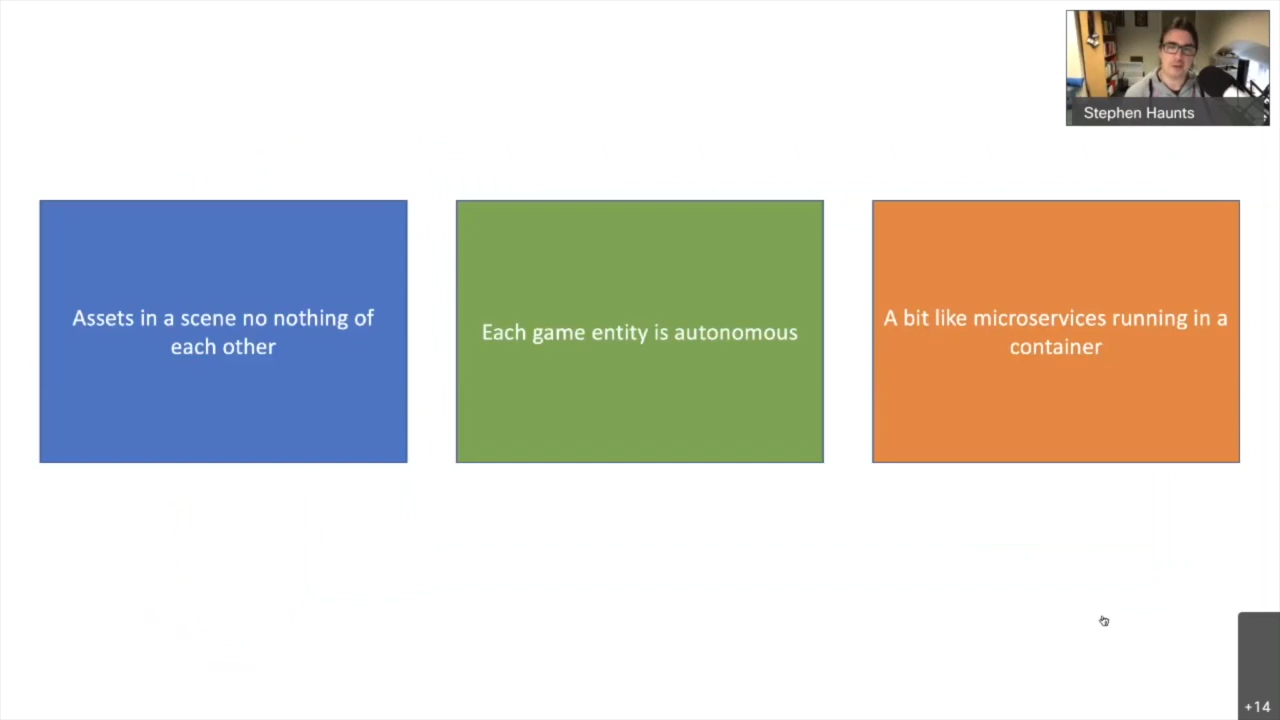 Stephen Haunts
Assets in a scene no nothing of
each other
Each game entity is autonomous
A bit like microservices running in a
container
+14